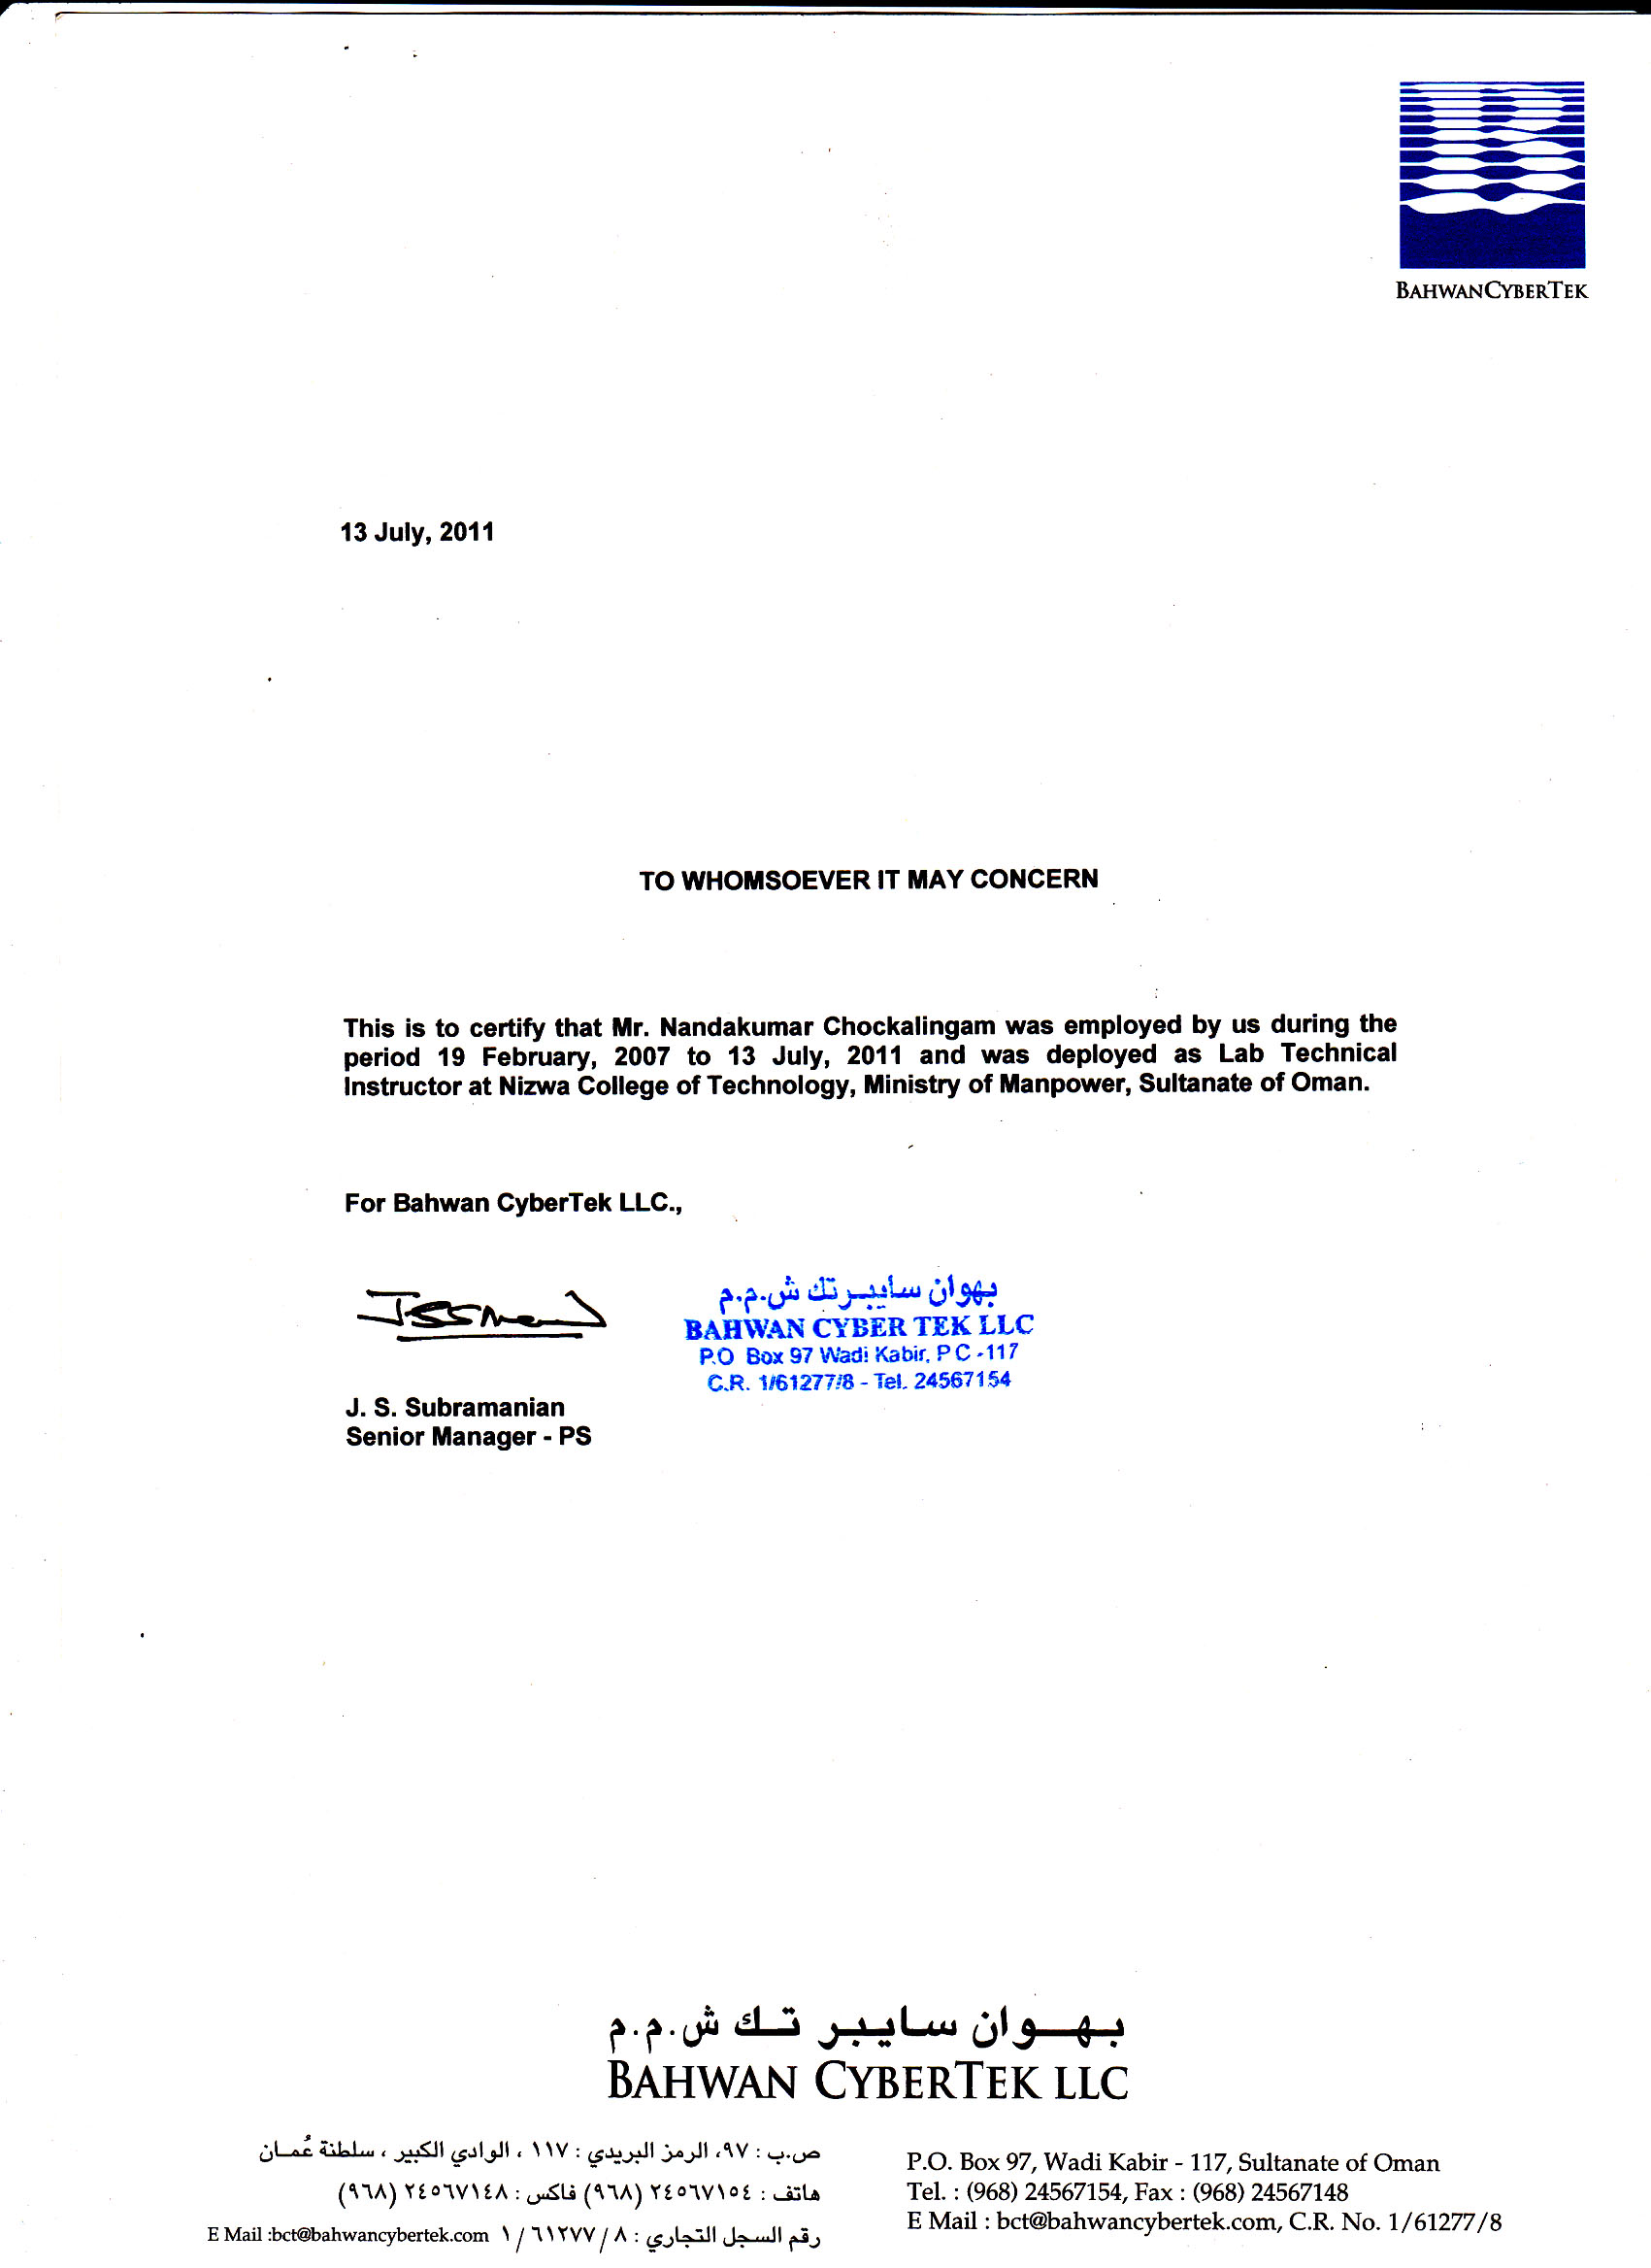 BAHWANCYBERTEK
13 July, 2011
TO WHOMSOEVER IT MAY CONCERN
This is to certify that Mr. Nandakumar Chockalingam was employed by us during the
period 19 February, 2007 to 13 July, 2011 and was deployed as Lab Technical
Instructor at Nizwa College of Technology, Ministry of Manpower, Sultanate of Oman.
For Bahwan CyberTek LLC.,
بهوان سايبر تك ش.م.م
BAHWAN CYBER TEK LLC
P.O Box 97 Wadi Kabir, P C -117
C.R. 1/61277/8 - Tel. 24567154
J. S. Subramanian
Senior Manager - PS
بهوان سايبر تك ش.م.م
BAHWAN CYBERTEK LLC
ص.ب : ٩٧، الرمز البريدي : ١١٧ ، الوادي الكبير ، سلطنة عُمان
هاتف : ٢٤٥٦٧١٥٤ (٩٦٨) فاكس : ٢٤٥٦٧١٤٨ (٩٦٨)
رقم السجل التجاري : ٨ / ٦١٢٧٧ / ١ E Mail :bct@bahwancybertek.com
P.O. Box 97, Wadi Kabir - 117, Sultanate of Oman
Tel. : (968) 24567154, Fax : (968) 24567148
E Mail : bct@bahwancybertek.com, C.R. No. 1/61277/8